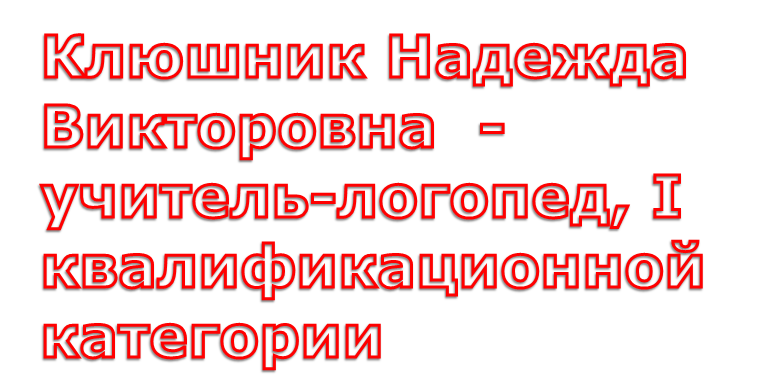 Клюшник Надежда
Викторовна -
учитель-логопед, I
квалификационной
категории